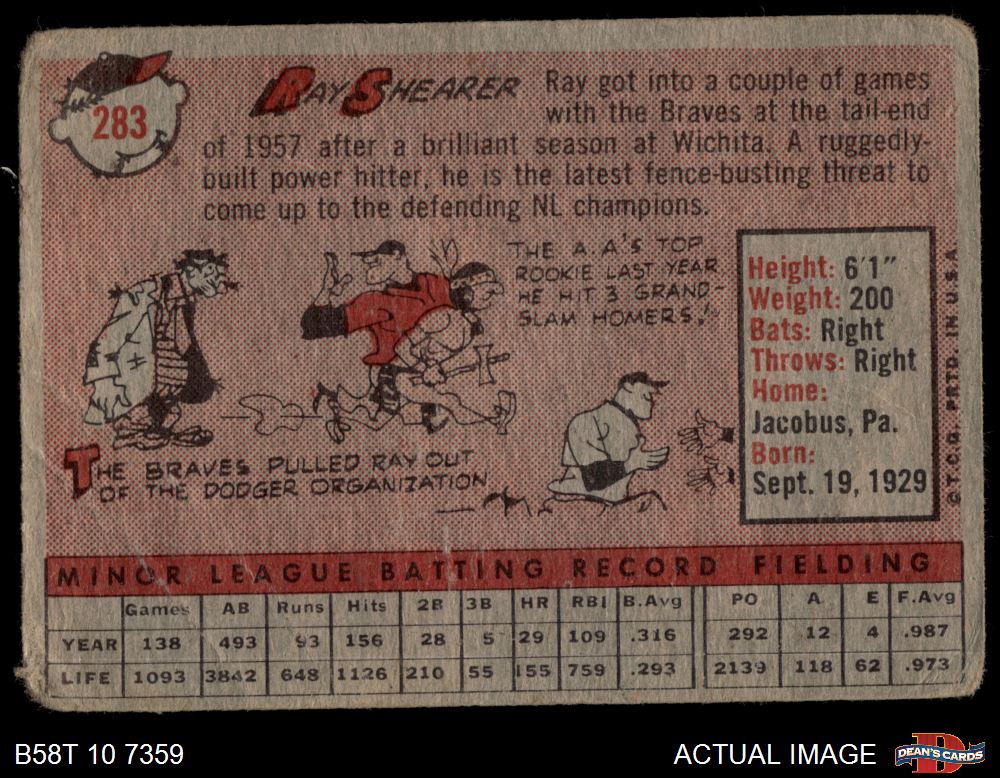 283
RAY SHEARER
Ray got into a couple of games
with the Braves at the tail-end
of 1957 after a brilliant season at Wichita. A ruggedly-
built power hitter, he is the latest fence-busting threat to
come up to the defending NL champions.
THE A.A'S TOP
ROOKIE LAST YEAR
HE HIT 3 GRAND-
SLAM HOMERS!
THE BRAVES PULLED RAY OUT
OF THE DODGER ORGANIZATION
Height: 6'1"
Weight: 200
Bats: Right
Throws: Right
Home:
Jacobus, Pa.
Born:
Sept. 19, 1929
© T.C.G. PRTD. IN U.S.A.
MINOR LEAGUE BATTING RECORD FIELDING
Games AB Runs Hits 2B 3B HR RBI B.Avg PO A E F.Avg
YEAR 138 493 93 156 28 5 29 109 .316 292 12 4 .987
LIFE 1093 3842 648 1126 210 55 155 759 .293 2139 118 62 .973
B58T 10 7359
ACTUAL IMAGE
D
DEAN'S CARDS